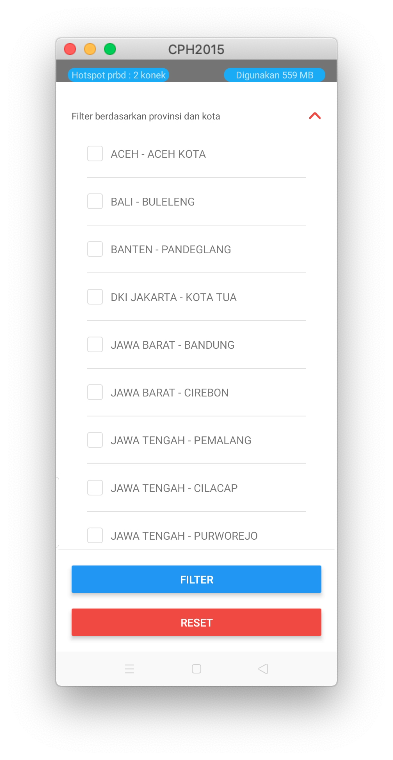 CPH2015
Hotspot prbd : 2 konek
Digunakan 559 MB
Filter berdasarkan provinsi dan kota
ACEH - ACEH KOTA
BALI - BULELENG
BANTEN - PANDEGLANG
DKI JAKARTA - KOTA TUA
JAWA BARAT - BANDUNG
JAWA BARAT - CIREBON
JAWA TENGAH - PEMALANG
JAWA TENGAH - CILACAP
JAWA TENGAH - PURWOREJO
FILTER
RESET